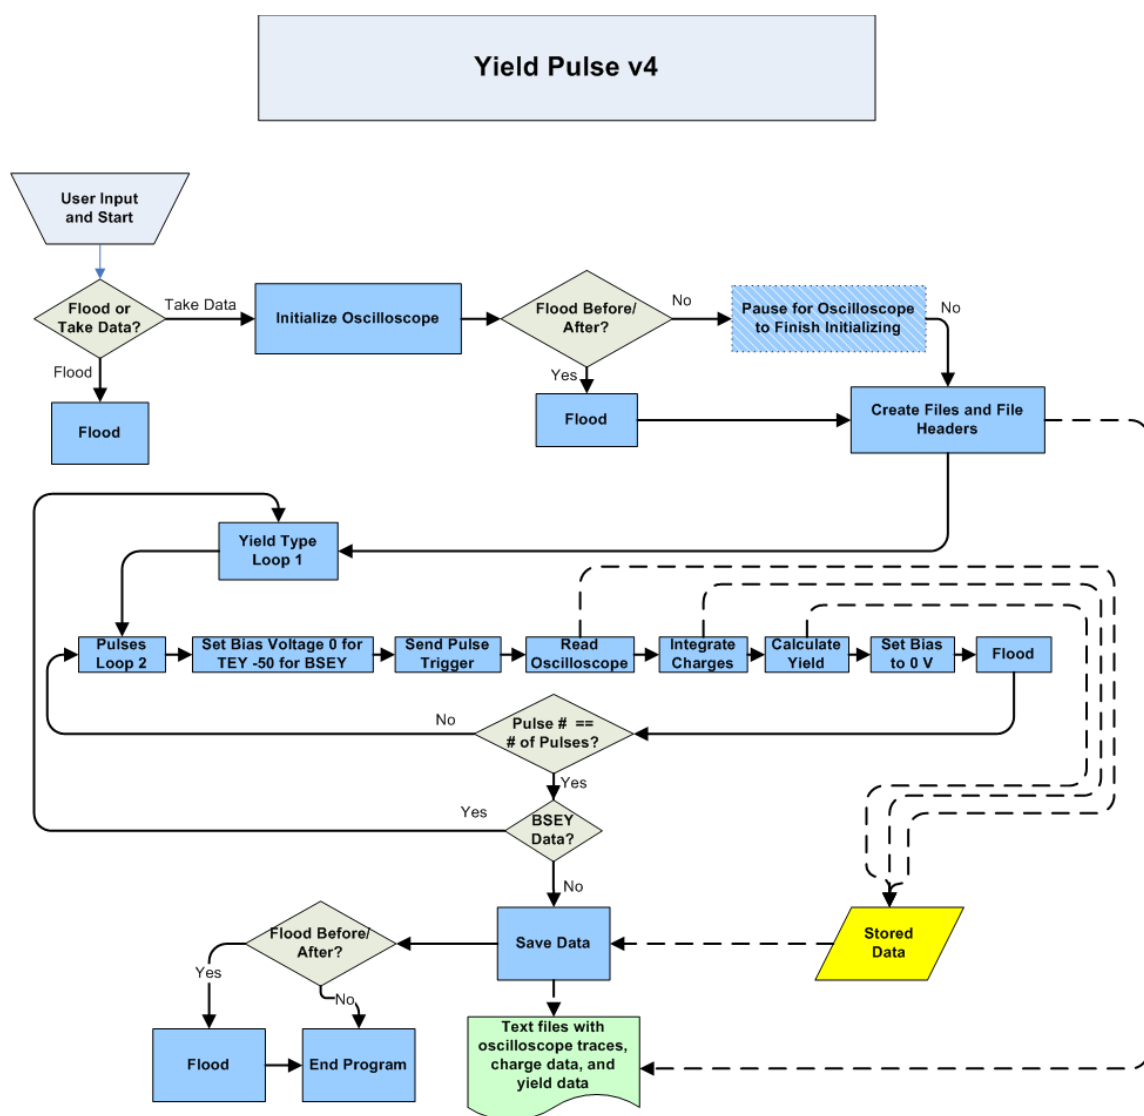 Yield Pulse v4
User Input
and Start
Flood or
Take Data?
Take Data
Flood
Flood
Initialize Oscilloscope
Flood Before/
After?
No
Yes
Flood
Pause for Oscilloscope
to Finish Initializing
No
Create Files and File
Headers
Yield Type
Loop 1
Pulses
Loop 2
Set Bias Voltage 0 for
TEY -50 for BSEY
Send Pulse
Trigger
Read
Oscilloscope
Integrate
Charges
Calculate
Yield
Set Bias
to 0 V
Flood
Pulse # ==
# of Pulses?
No
Yes
BSEY
Data?
Yes
No
Save Data
Stored
Data
Flood Before/
After?
Yes
No
Flood
End Program
Text files with
oscilloscope traces,
charge data, and
yield data